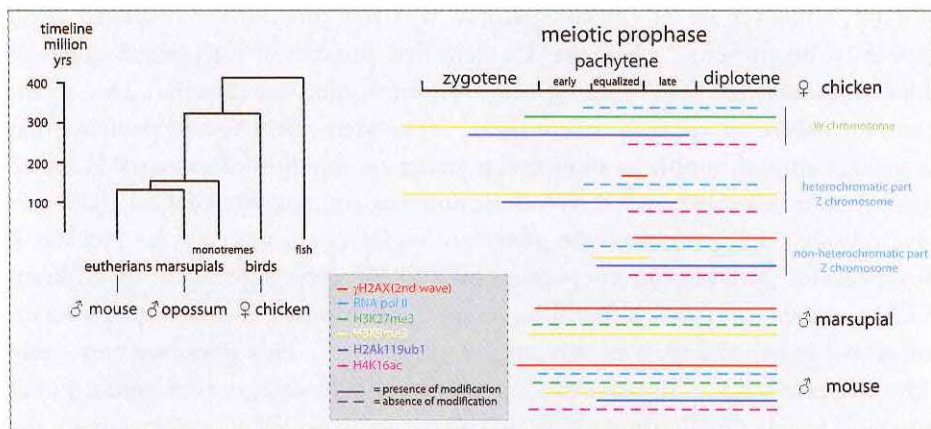 timeline
million
yrs
400
300
200
100
monotremes
fish
eutherians marsupials
birds
♂ mouse
♂ opossum
♀ chicken
γH2AX(2nd wave)
RNA pol II
H3K27me3
H3K9me3
H2Ak119ub1
H4K16ac
= presence of modification
= absence of modification
meiotic prophase
pachytene
zygotene
early
equalized
late
diplotene
♀ chicken
W chromosome
heterochromatic part
Z chromosome
non-heterochromatic part
Z chromosome
♂ marsupial
♂ mouse